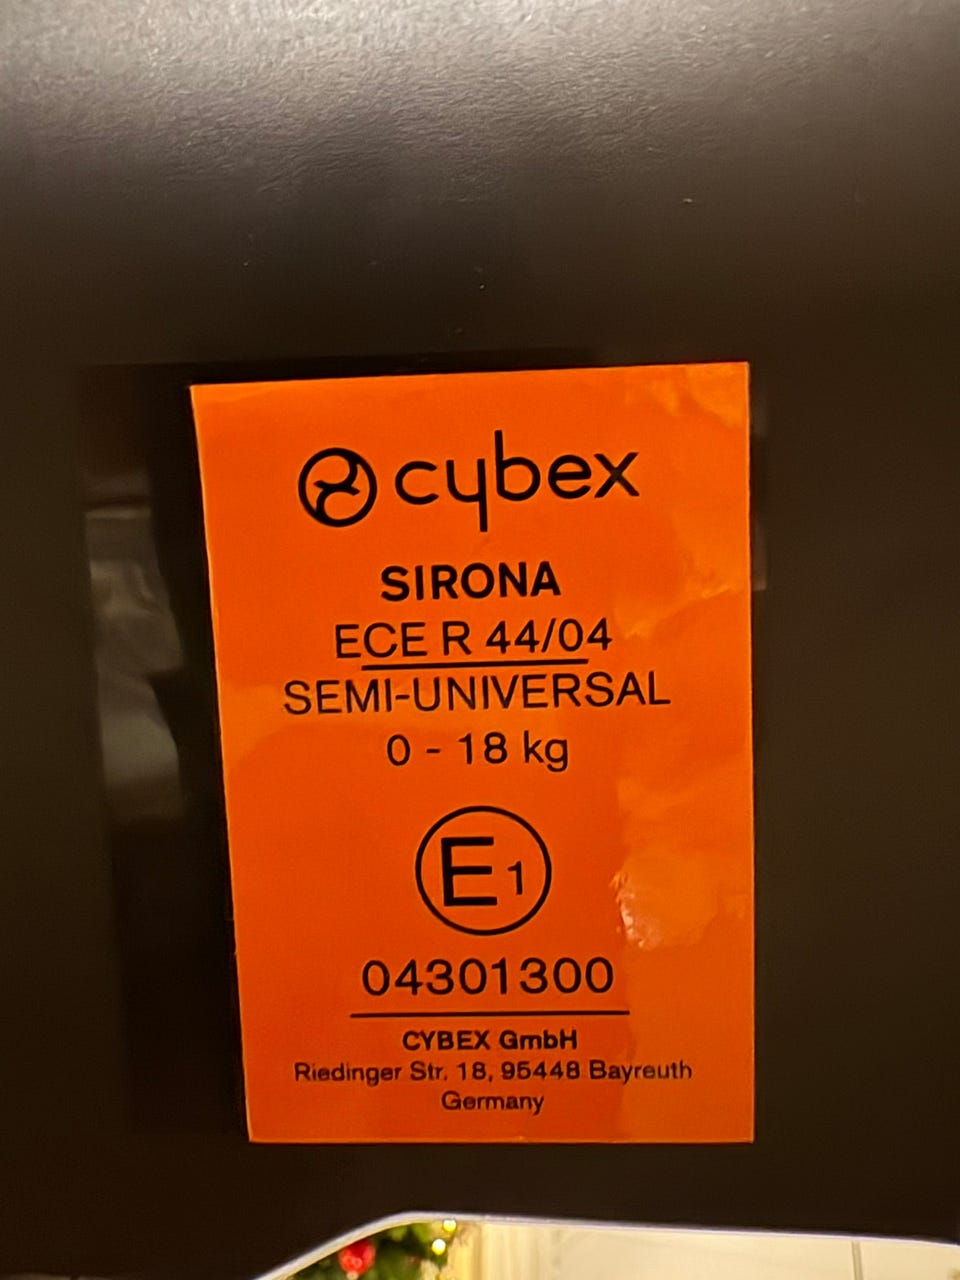 cybex
SIRONA
ECE R 44/04
SEMI-UNIVERSAL
0 - 18 kg
E1
04301300
CYBEX GmbH
Riedinger Str. 18, 95448 Bayreuth
Germany